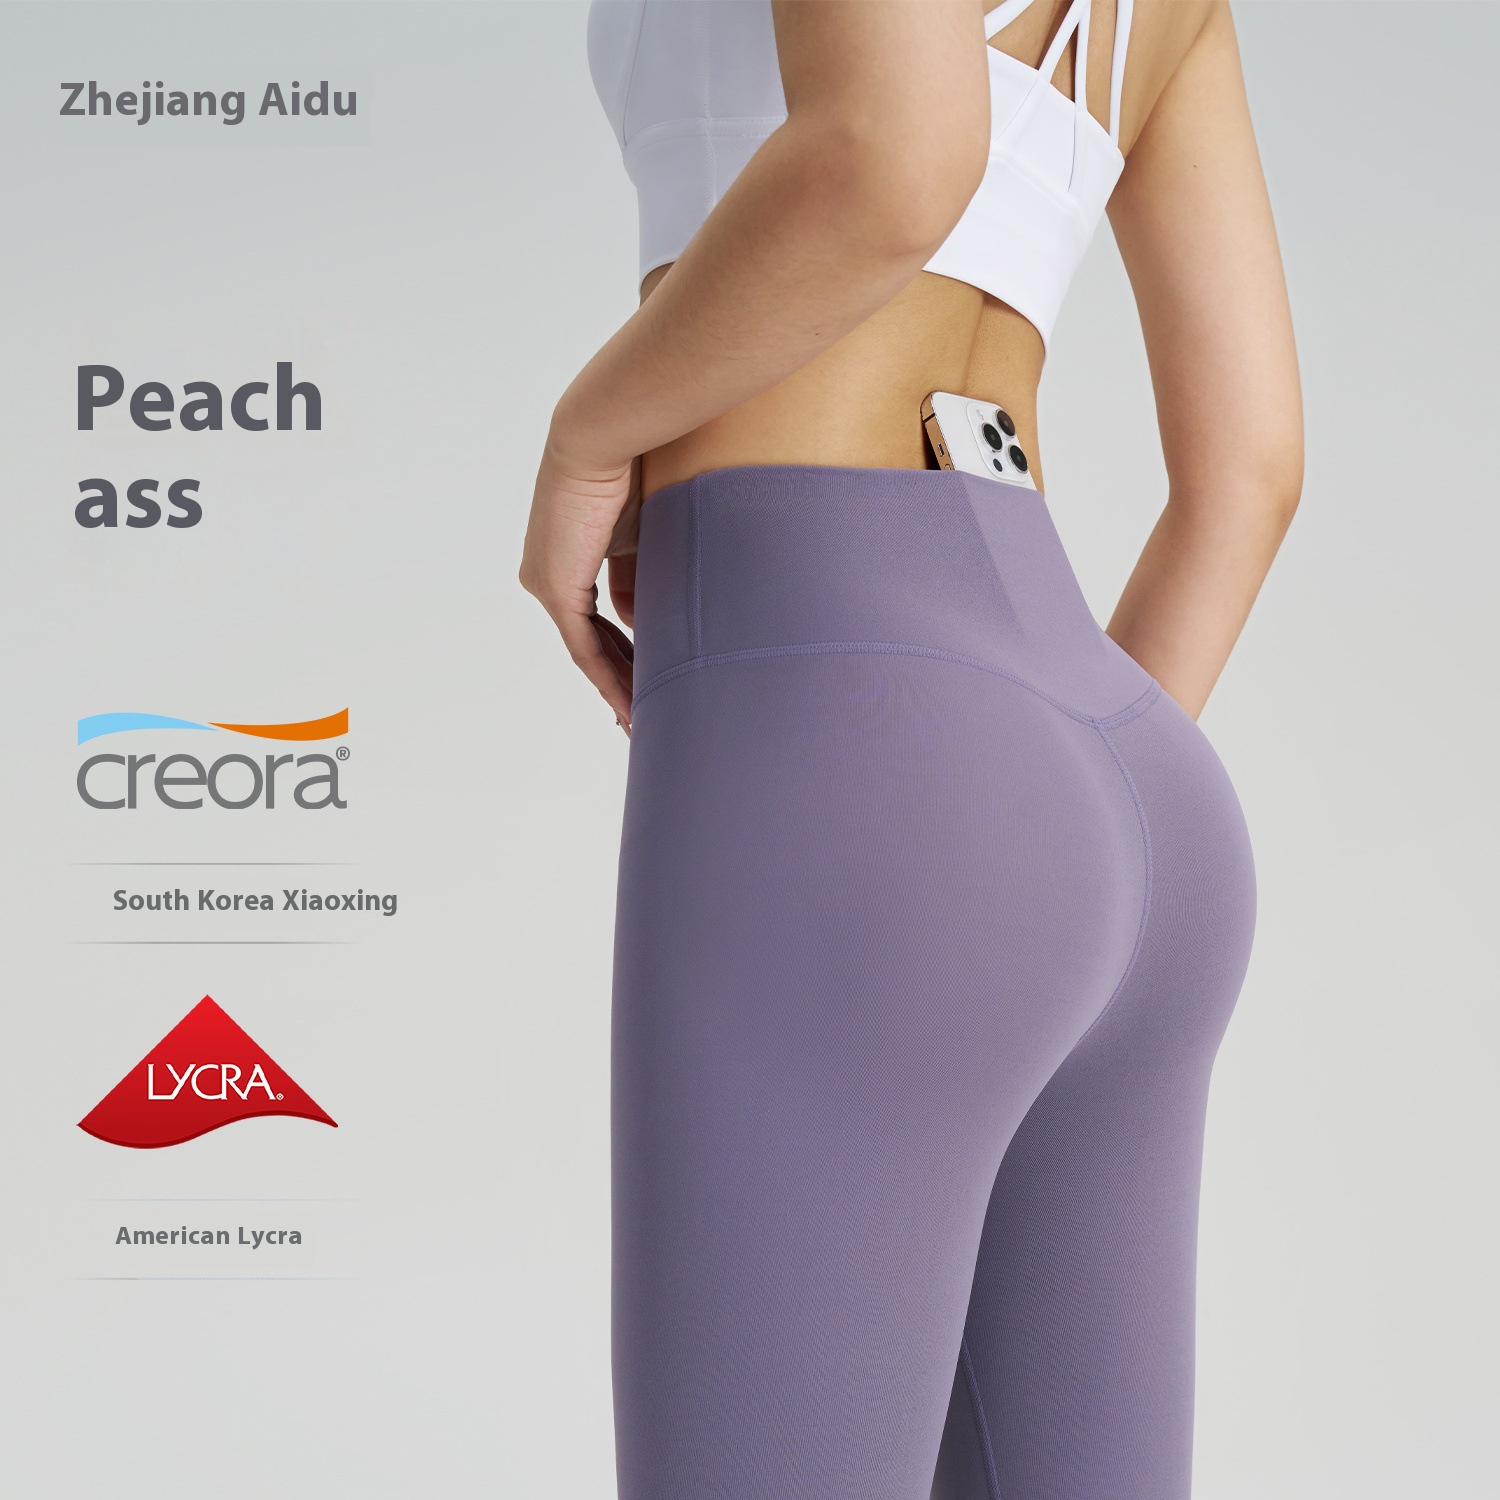 Zhejiang Aidu
Peach
ass
creora®
South Korea Xiaoxing
LYCRA®
American Lycra